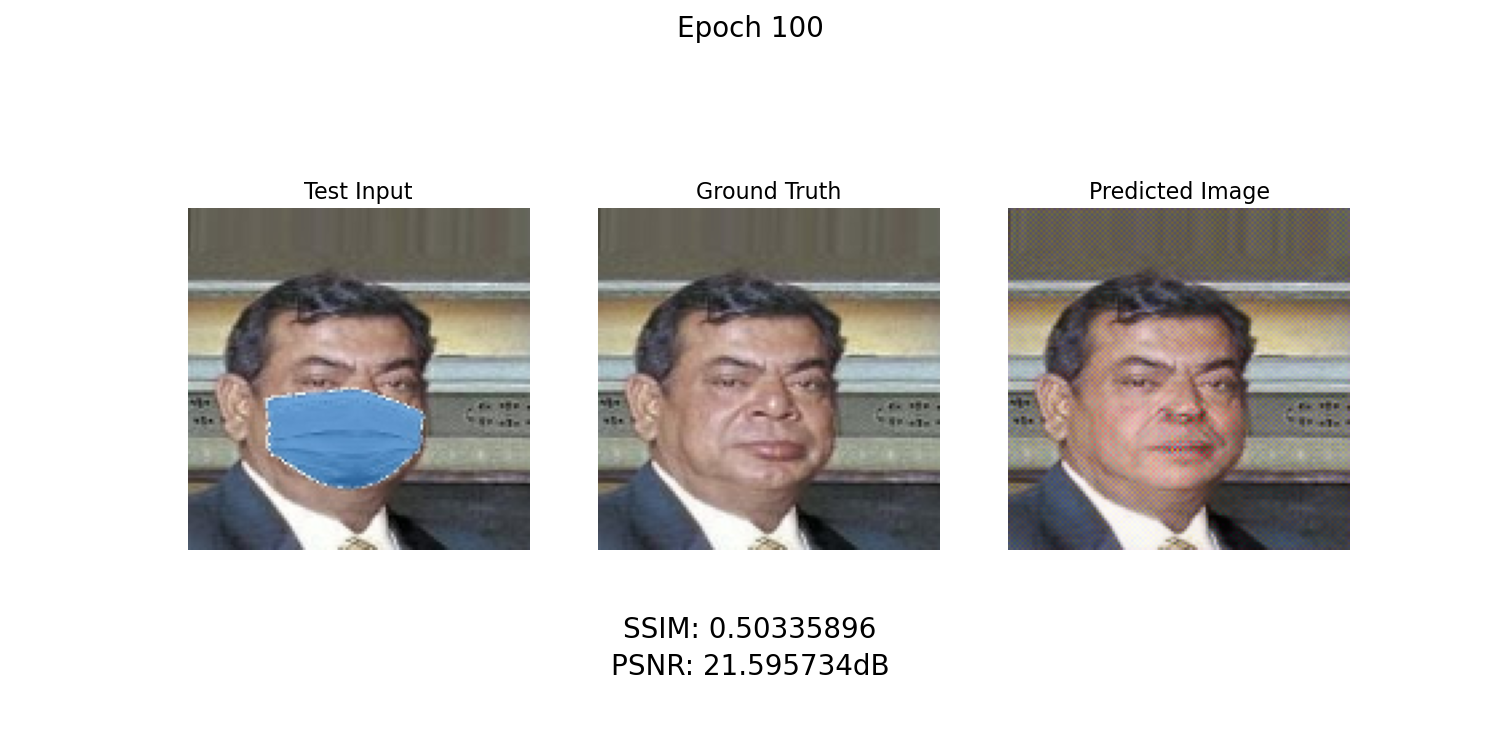 Epoch 100
Test Input
Ground Truth
Predicted Image
SSIM: 0.50335896
PSNR: 21.595734dB